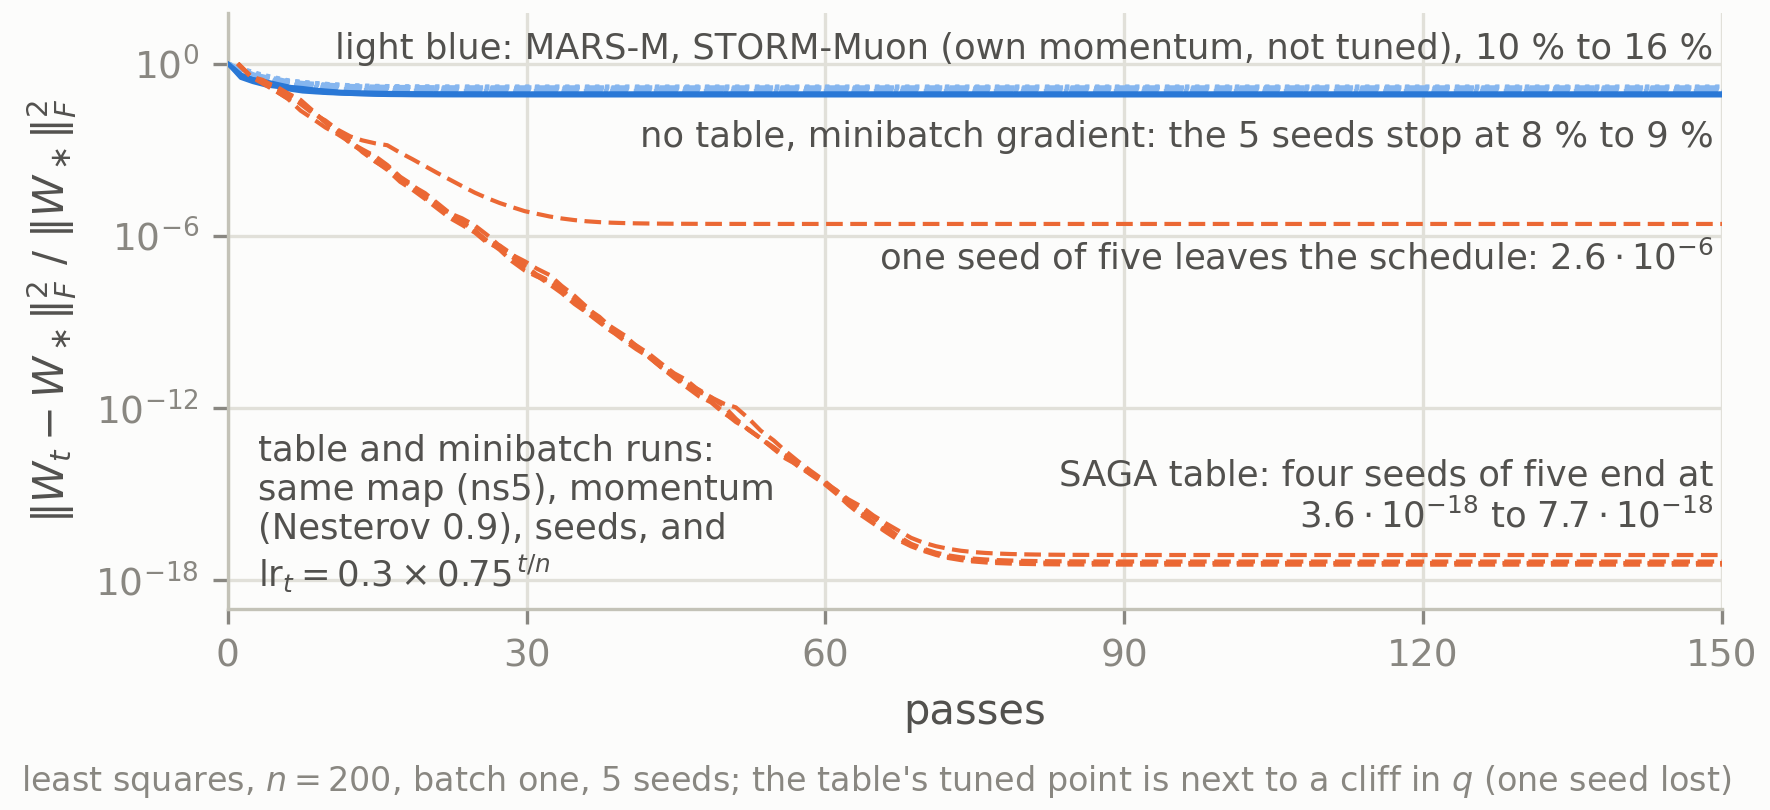 light blue: MARS-M, STORM-Muon (own momentum, not tuned), 10 % to 16 %
no table, minibatch gradient: the 5 seeds stop at 8 % to 9 %
one seed of five leaves the schedule: 2.6 · 10⁻⁶
table and minibatch runs:
same map (ns5), momentum
(Nesterov 0.9), seeds, and
lr_t = 0.3 × 0.75^{t/n}
SAGA table: four seeds of five end at
3.6 · 10⁻¹⁸ to 7.7 · 10⁻¹⁸
‖W_t − W_*‖²_F / ‖W_*‖²_F
10⁰
10⁻⁶
10⁻¹²
10⁻¹⁸
0 30 60 90 120 150
passes
least squares, n = 200, batch one, 5 seeds; the table's tuned point is next to a cliff in q (one seed lost)